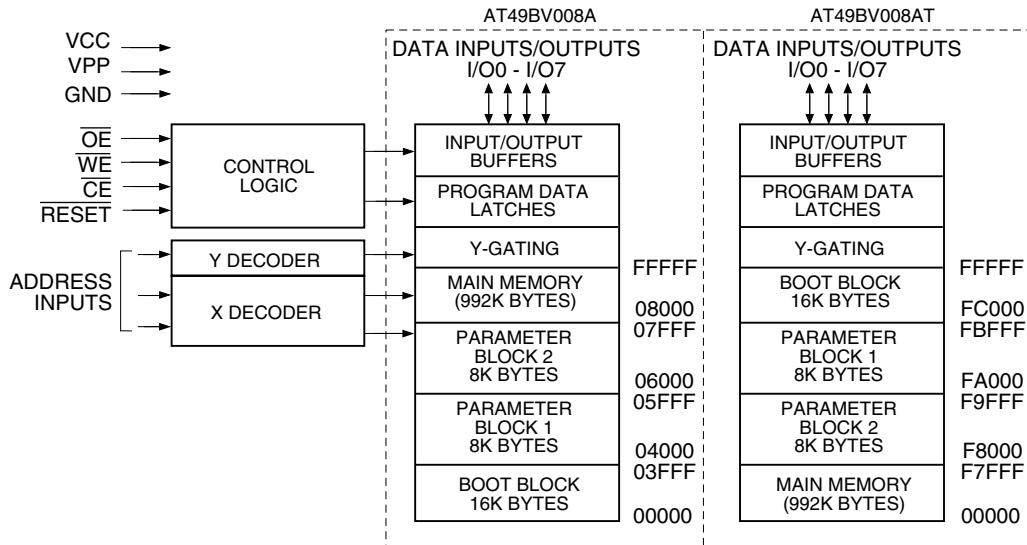 AT49BV008A
AT49BV008AT
VCC
VPP
GND
OE
WE
CE
RESET
ADDRESS
INPUTS
CONTROL
LOGIC
Y DECODER
X DECODER
DATA INPUTS/OUTPUTS
I/O0 - I/O7
INPUT/OUTPUT
BUFFERS
PROGRAM DATA
LATCHES
Y-GATING
MAIN MEMORY
(992K BYTES)
PARAMETER
BLOCK 2
8K BYTES
PARAMETER
BLOCK 1
8K BYTES
BOOT BLOCK
16K BYTES
FFFFF
08000
07FFF
06000
05FFF
04000
03FFF
00000
DATA INPUTS/OUTPUTS
I/O0 - I/O7
INPUT/OUTPUT
BUFFERS
PROGRAM DATA
LATCHES
Y-GATING
BOOT BLOCK
16K BYTES
PARAMETER
BLOCK 1
8K BYTES
PARAMETER
BLOCK 2
8K BYTES
MAIN MEMORY
(992K BYTES)
FFFFF
FC000
FBFFF
FA000
F9FFF
F8000
F7FFF
00000